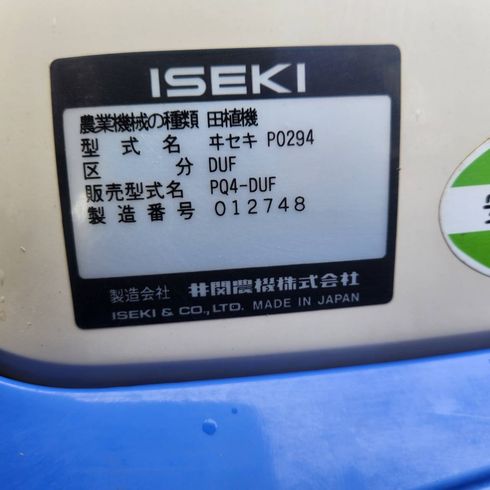 ISEKI
農業機械の種類 田植機
型式名 ヰセキ P0294
区分 DUF
販売型式名 PQ4-DUF
製造番号 012748
製造会社 井関農機株式会社
ISEKI & CO., LTD. MADE IN JAPAN